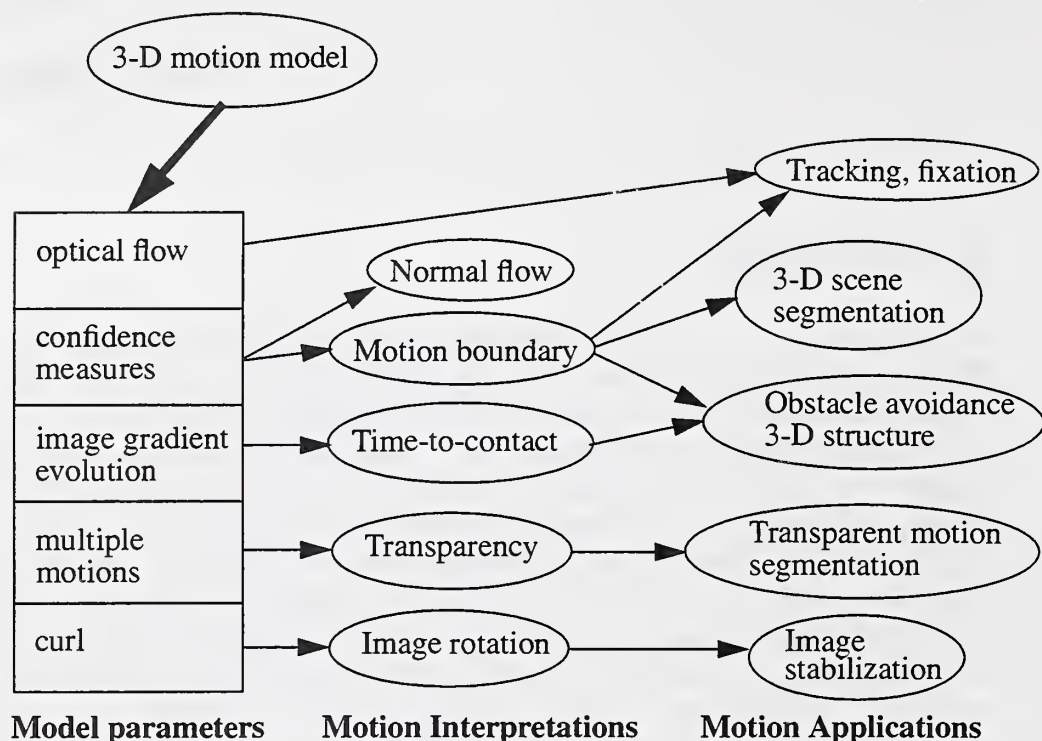 3-D motion model
optical flow
confidence
measures
image gradient
evolution
multiple
motions
curl
Normal flow
Motion boundary
Time-to-contact
Transparency
Image rotation
Tracking, fixation
3-D scene
segmentation
Obstacle avoidance
3-D structure
Transparent motion
segmentation
Image
stabilization
Model parameters
Motion Interpretations
Motion Applications